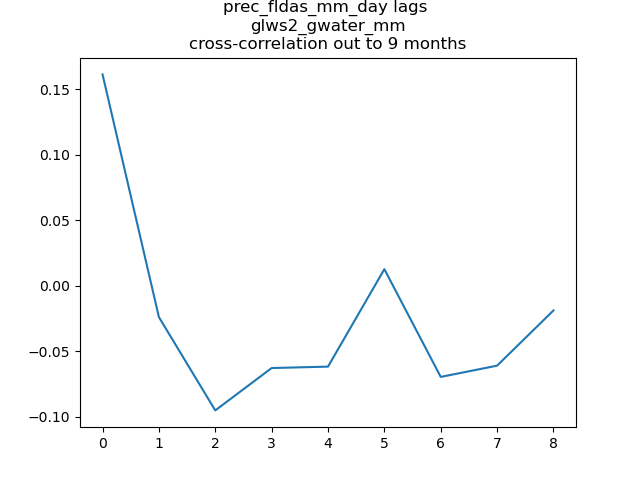 prec_fldas_mm_day lags
glws2_gwater_mm
cross-correlation out to 9 months
0.15
0.10
0.05
0.00
−0.05
−0.10
0 1 2 3 4 5 6 7 8